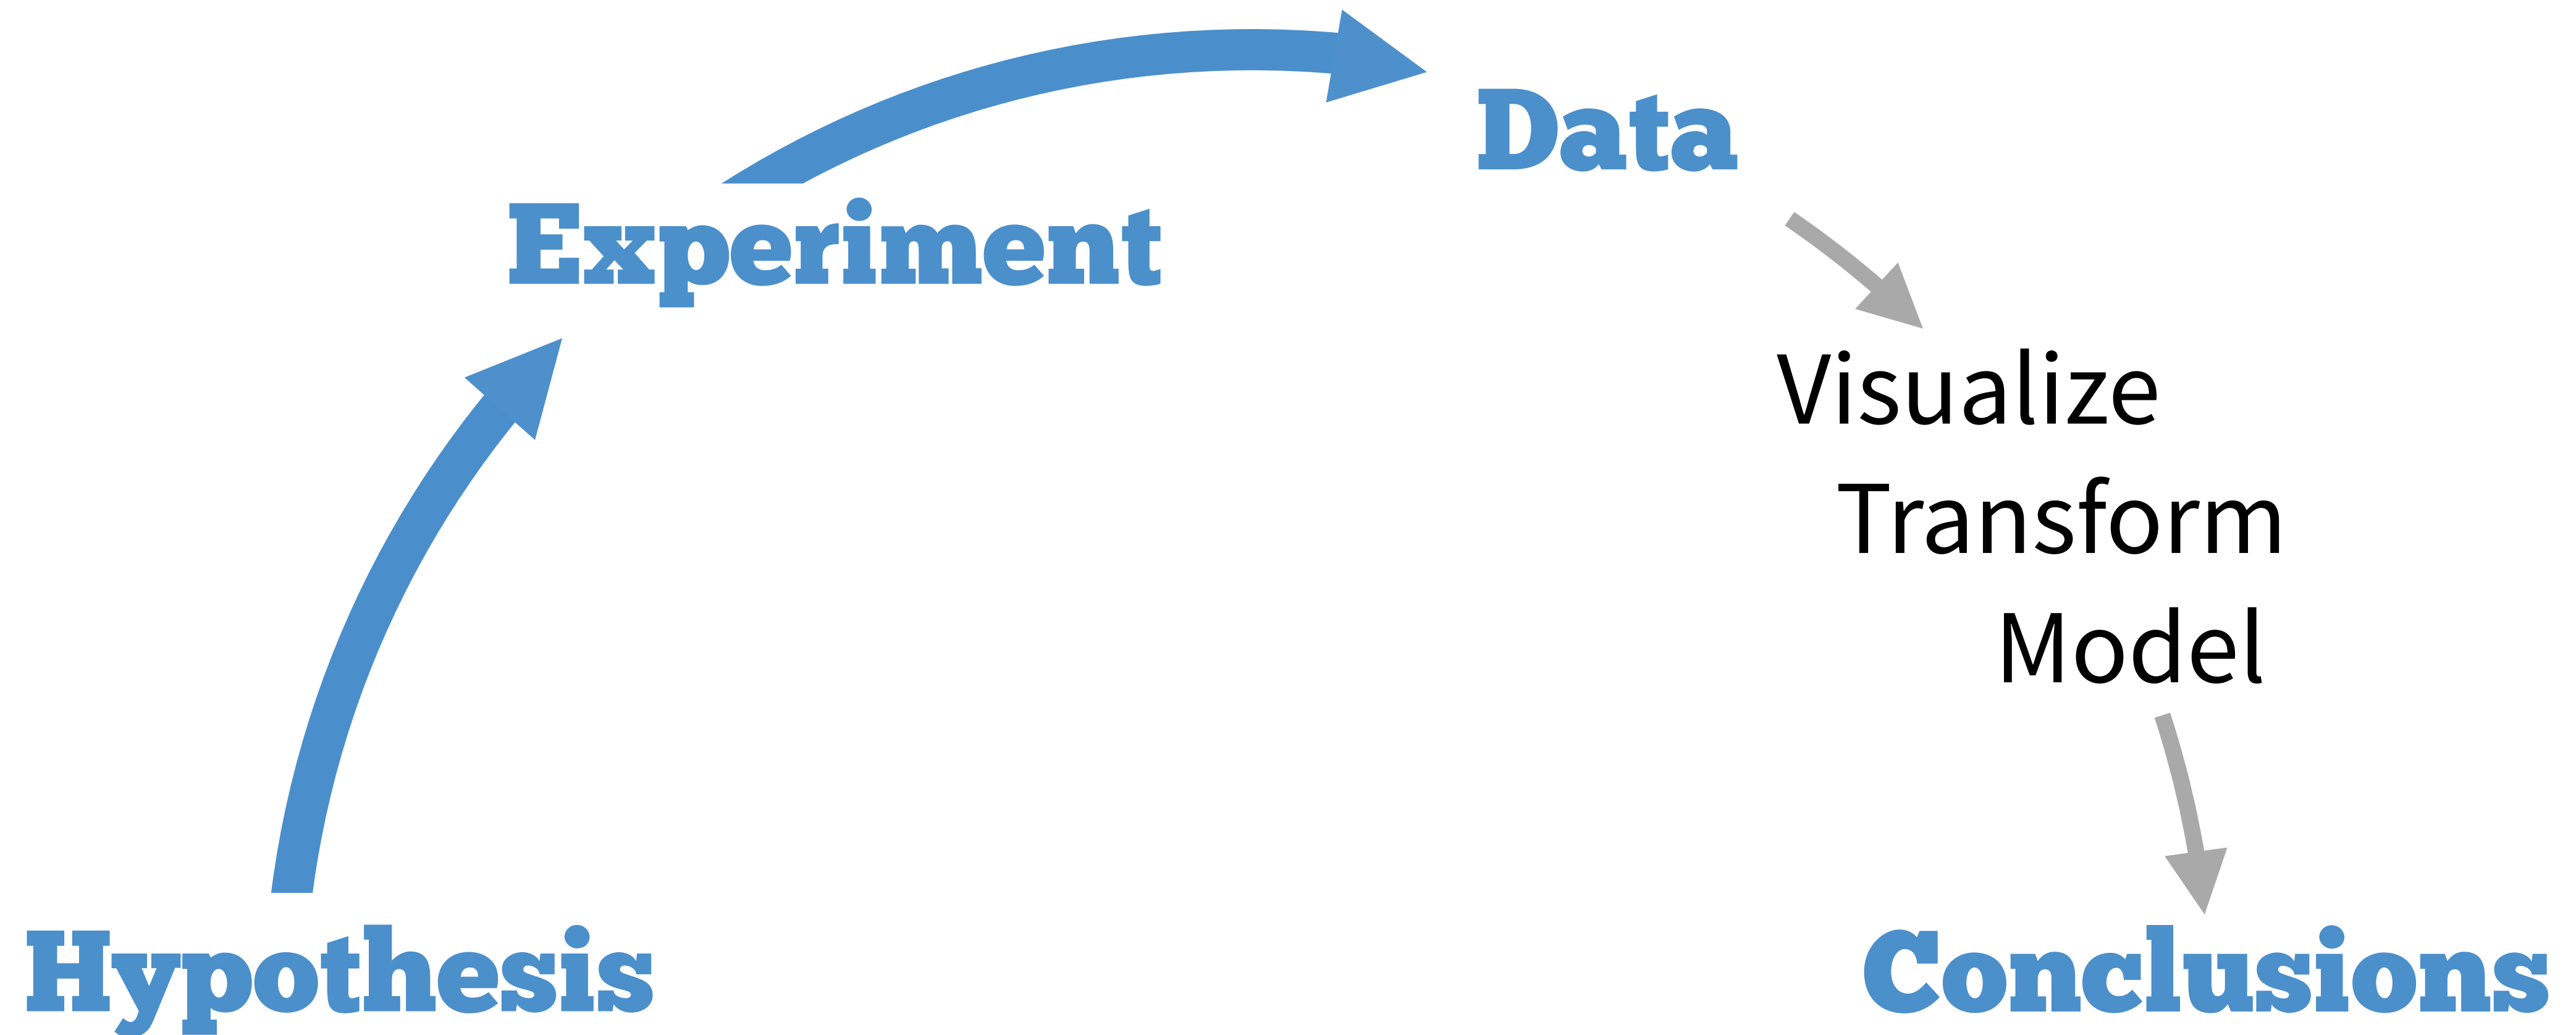 Data
Experiment
Visualize
Transform
Model
Hypothesis
Conclusions